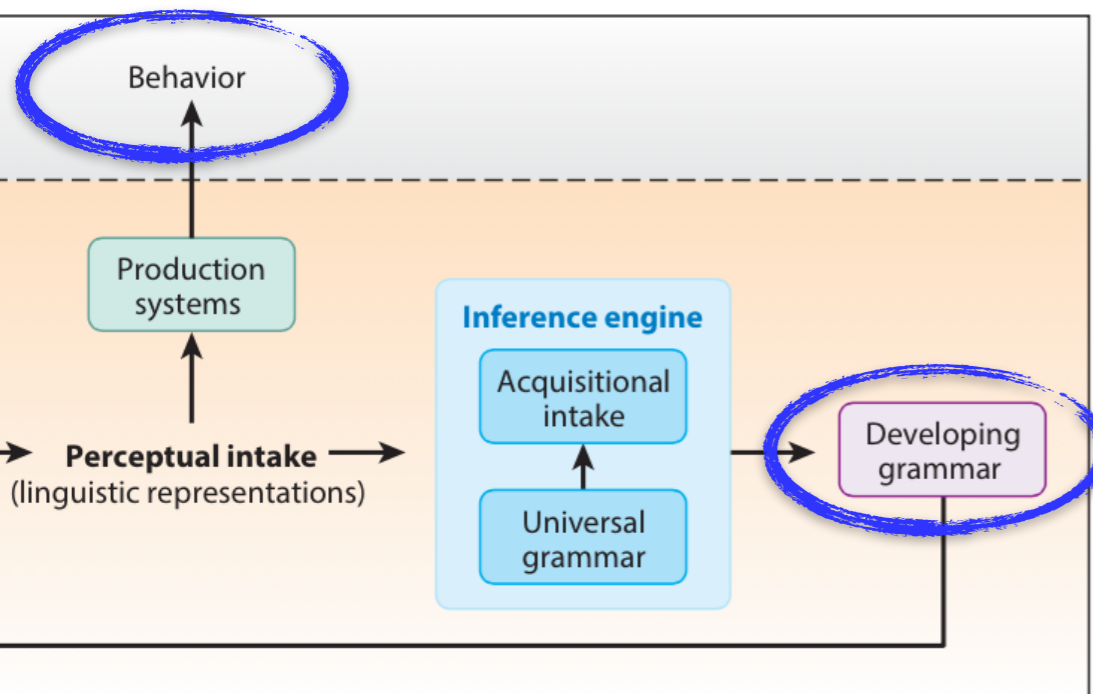 Behavior
Production
systems
Perceptual intake
(linguistic representations)
Inference engine
Acquisitional
intake
Universal
grammar
Developing
grammar